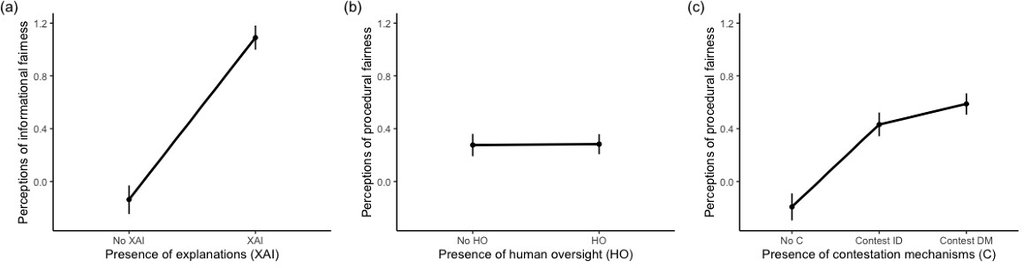 (a)
Perceptions of informational fairness
1.2
0.8
0.4
0.0
No XAI
XAI
Presence of explanations (XAI)
(b)
Perceptions of procedural fairness
1.2
0.8
0.4
0.0
No HO
HO
Presence of human oversight (HO)
(c)
Perceptions of procedural fairness
1.2
0.8
0.4
0.0
No C
Contest ID
Contest DM
Presence of contestation mechanisms (C)